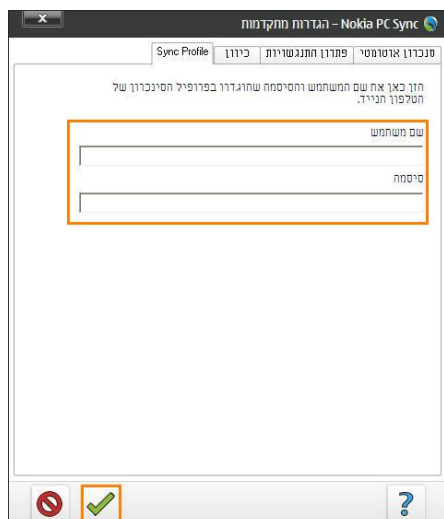 Nokia PC Sync – הגדרות מתקדמות
סנכרון אוטומטי פתרון התנגשויות כיוון Sync Profile
הזן כאן את שם המשתמש והסיסמה שהוגדרו בפרופיל הסינכרון של
הטלפון הנייד.
שם משתמש
סיסמה